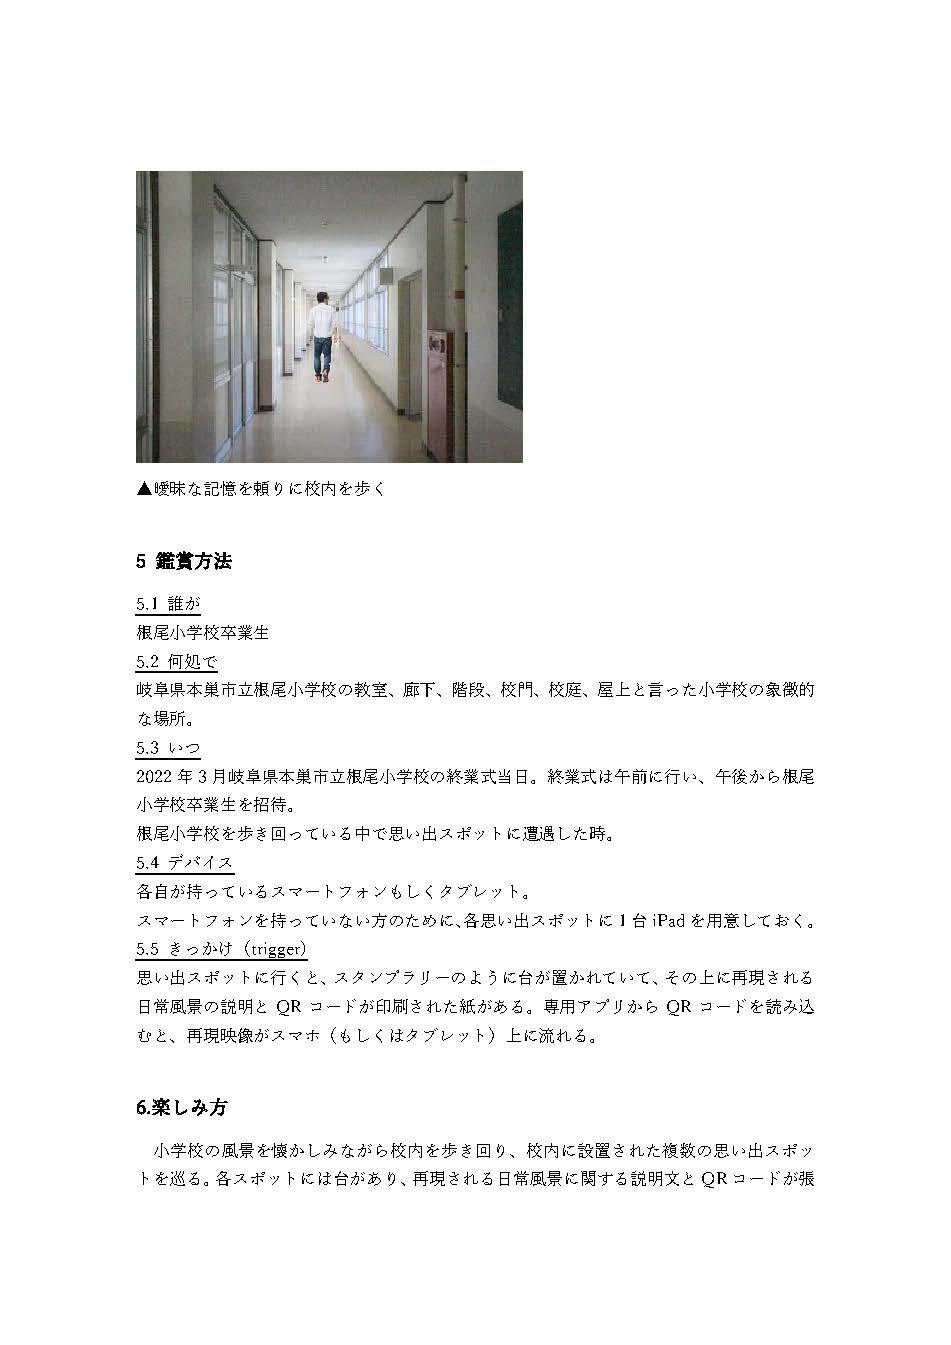 ▲曖昧な記憶を頼りに校内を歩く
5 鑑賞方法
5.1 誰が
根尾小学校卒業生
5.2 何処で
岐阜県本巣市立根尾小学校の教室、廊下、階段、校門、校庭、屋上と言った小学校の象徴的
な場所。
5.3 いつ
2022 年 3 月岐阜県本巣市立根尾小学校の終業式当日。終業式は午前に行い、午後から根尾
小学校卒業生を招待。
根尾小学校を歩き回っている中で思い出スポットに遭遇した時。
5.4 デバイス
各自が持っているスマートフォンもしくタブレット。
スマートフォンを持っていない方のために、各思い出スポットに 1 台 iPad を用意しておく。
5.5 きっかけ（trigger）
思い出スポットに行くと、スタンプラリーのように台が置かれていて、その上に再現される
日常風景の説明と QR コードが印刷された紙がある。専用アプリから QR コードを読み込
むと、再現映像がスマホ（もしくはタブレット）上に流れる。
6.楽しみ方
　小学校の風景を懐かしみながら校内を歩き回り、校内に設置された複数の思い出スポッ
トを巡る。各スポットには台があり、再現される日常風景に関する説明文と QR コードが張